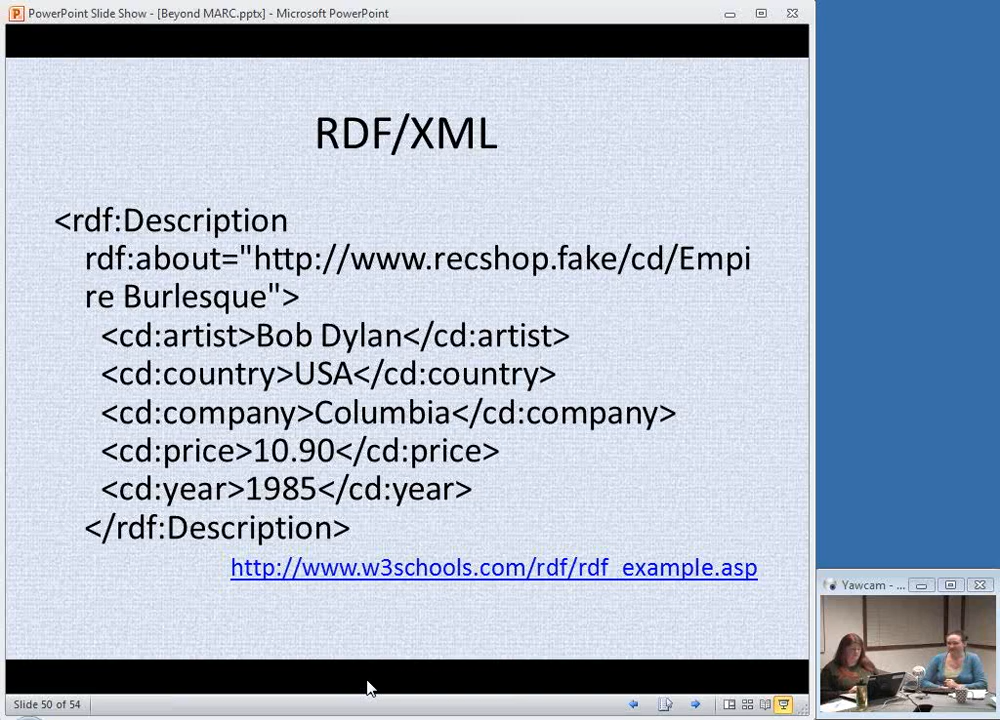 PowerPoint Slide Show - [Beyond MARC.pptx] - Microsoft PowerPoint
RDF/XML
<rdf:Description
rdf:about="http://www.recshop.fake/cd/Empi
re Burlesque">
<cd:artist>Bob Dylan</cd:artist>
<cd:country>USA</cd:country>
<cd:company>Columbia</cd:company>
<cd:price>10.90</cd:price>
<cd:year>1985</cd:year>
</rdf:Description>
http://www.w3schools.com/rdf/rdf_example.asp
Yawcam - ...
Slide 50 of 54